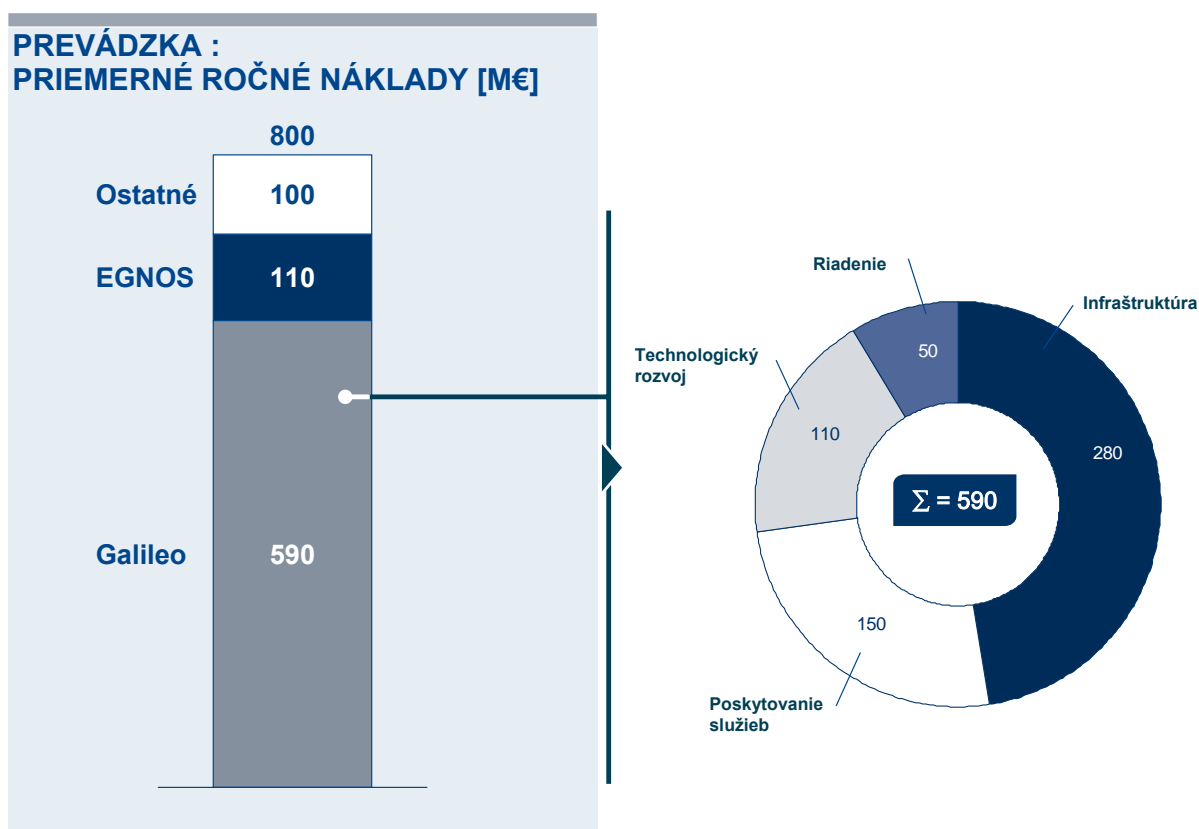 PREVÁDZKA :
PRIEMERNÉ ROČNÉ NÁKLADY [M€]
800
Ostatné
100
EGNOS
110
Galileo
590
Riadenie
Infraštruktúra
Technologický
rozvoj
50
110
280
Σ = 590
150
Poskytovanie
služieb